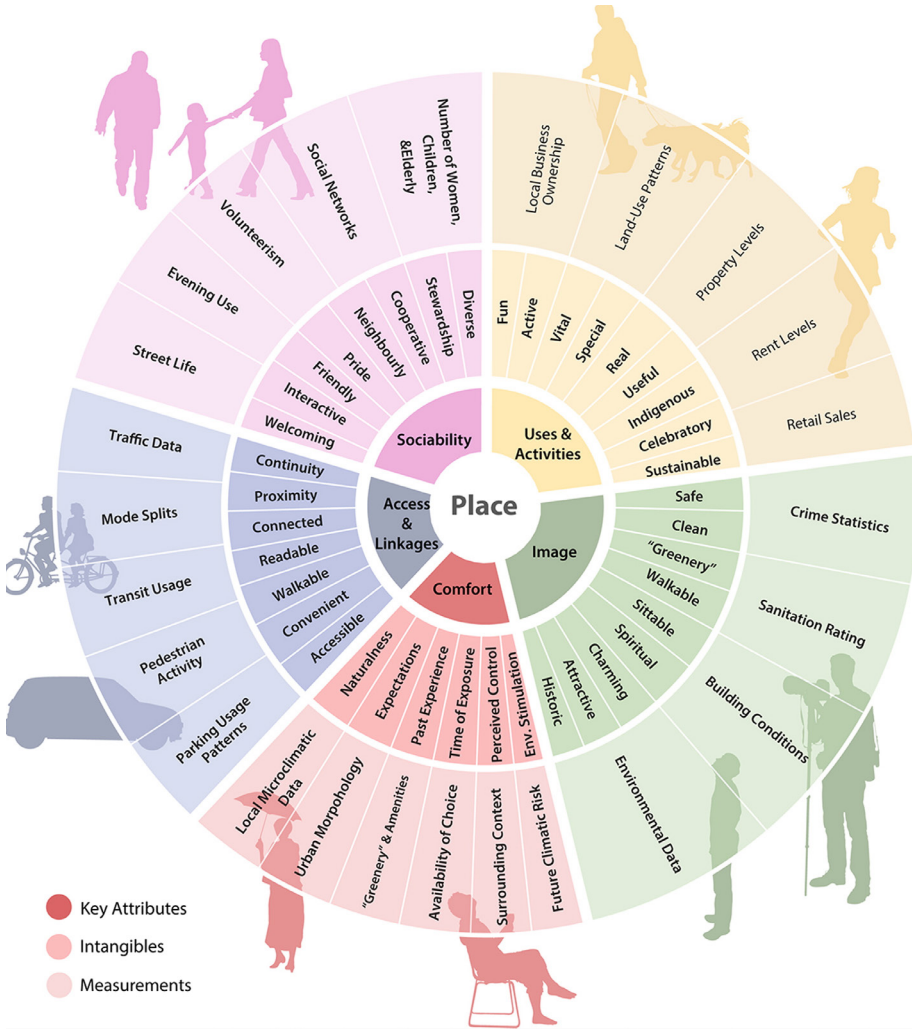 Place
Sociability
Uses &
Activities
Image
Comfort
Access
&
Linkages
Welcoming
Interactive
Friendly
Pride
Neighbourly
Cooperative
Stewardship
Diverse
Street Life
Evening Use
Volunteerism
Social Networks
Number of Women,
Children,
&Elderly
Fun
Active
Vital
Special
Real
Useful
Indigenous
Celebratory
Sustainable
Local Business
Ownership
Land-Use Patterns
Property Levels
Rent Levels
Retail Sales
Safe
Clean
“Greenery”
Walkable
Sittable
Spiritual
Charming
Attractive
Historic
Crime Statistics
Sanitation Rating
Building Conditions
Environmental Data
Env. Stimulation
Perceived Control
Time of Exposure
Past Experience
Expectations
Naturalness
Future Climatic Risk
Surrounding Context
Availability of Choice
“Greenery” & Amenities
Urban Morpohology
Local Microclimatic
Data
Accessible
Convenient
Walkable
Readable
Connected
Proximity
Continuity
Parking Usage
Patterns
Pedestrian
Activity
Transit Usage
Mode Splits
Traffic Data
Key Attributes
Intangibles
Measurements